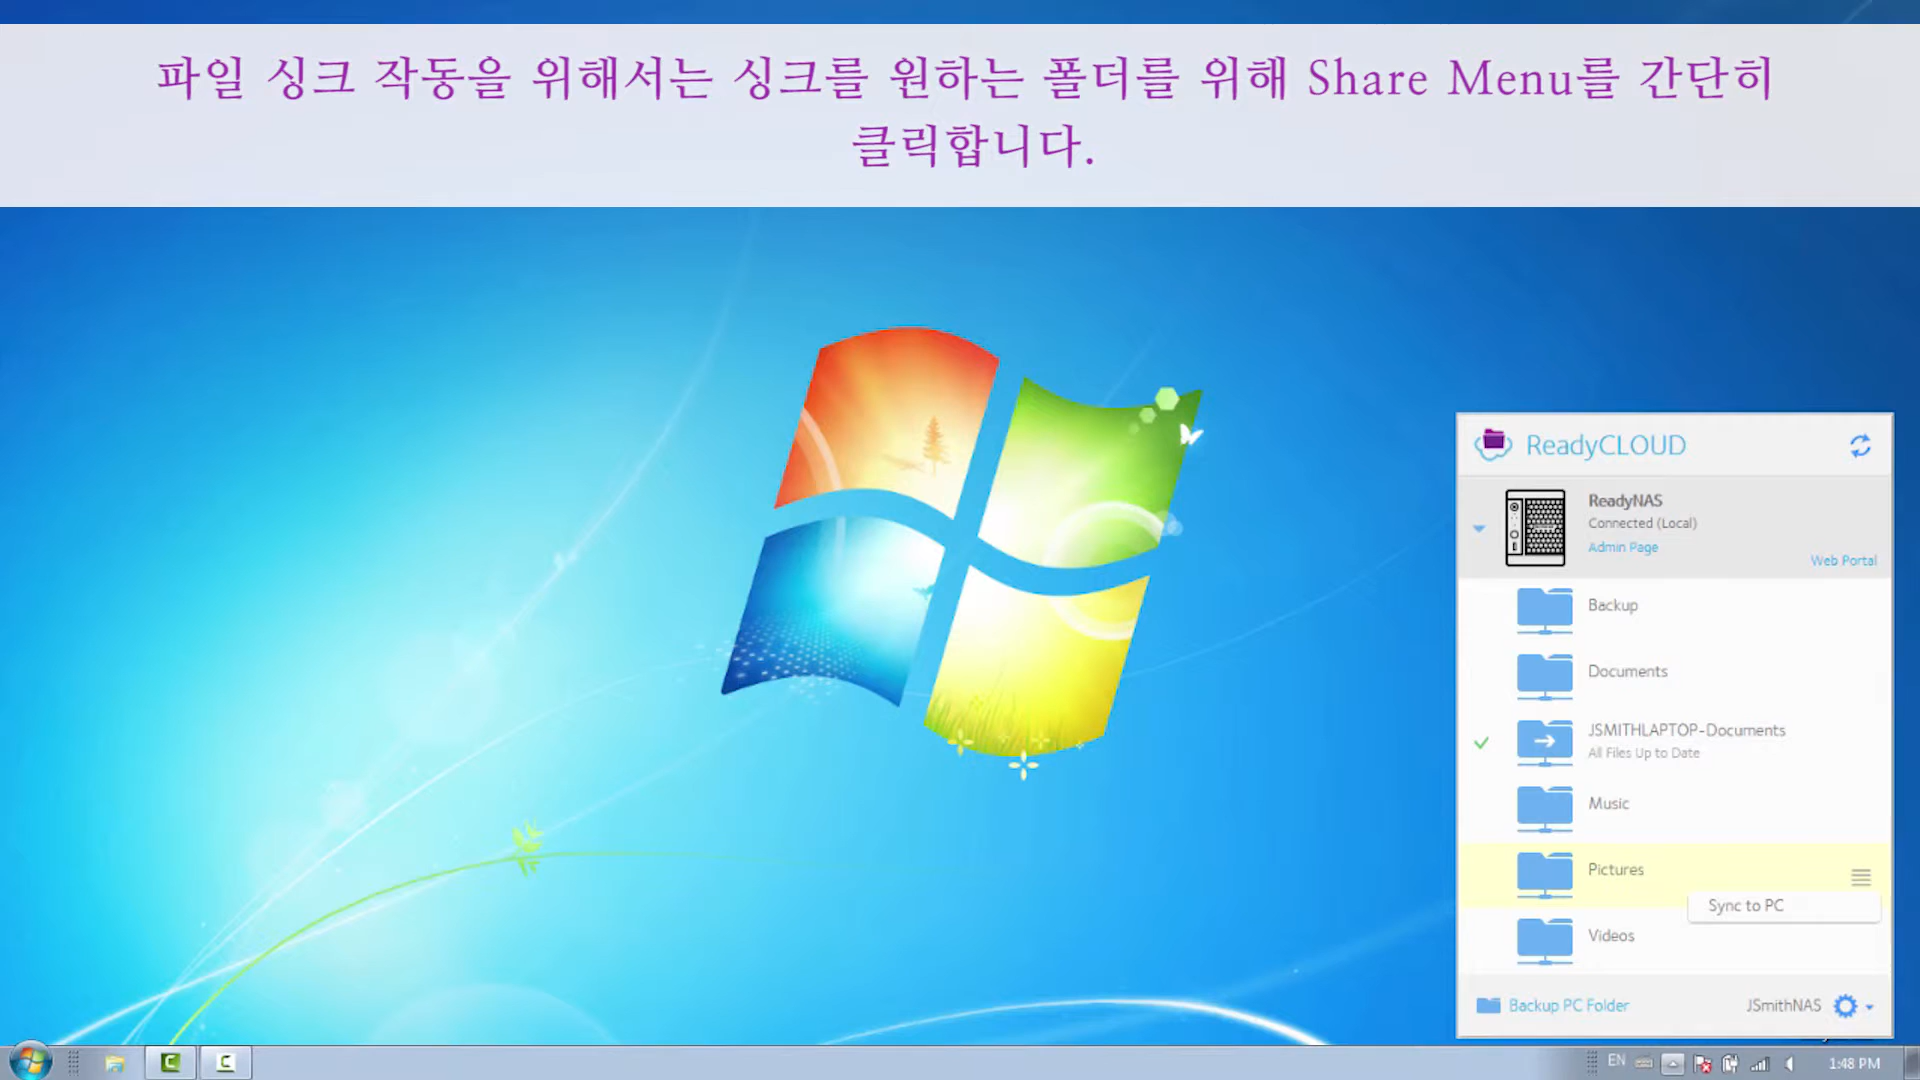 파일 싱크 작동을 위해서는 싱크를 원하는 폴더를 위해 Share Menu를 간단히
클릭합니다.
ReadyCLOUD
ReadyNAS
Connected (Local)
Admin Page
Web Portal
Backup
Documents
JSMITHLAPTOP-Documents
All Files Up to Date
Music
Pictures
Sync to PC
Videos
Backup PC Folder
JSmithNAS
EN
1:48 PM